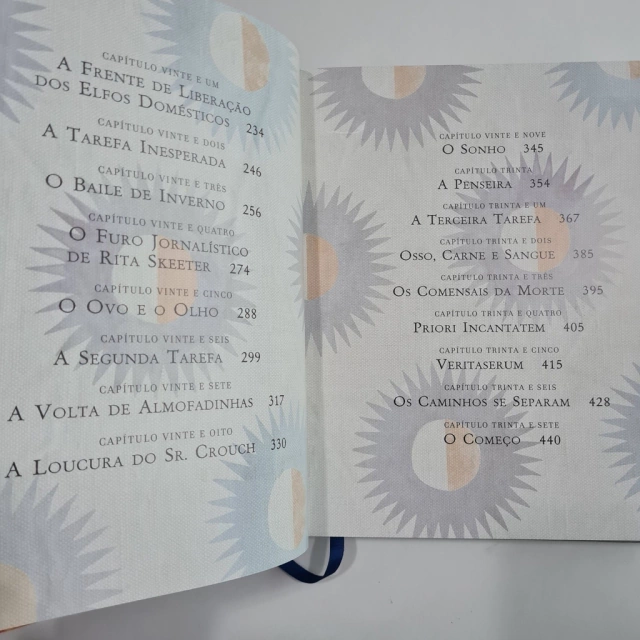 CAPÍTULO VINTE E UM
A FRENTE DE LIBERAÇÃO
DOS ELFOS DOMÉSTICOS 234
CAPÍTULO VINTE E DOIS
A TAREFA INESPERADA 246
CAPÍTULO VINTE E TRÊS
O BAILE DE INVERNO 256
CAPÍTULO VINTE E QUATRO
O FURO JORNALÍSTICO
DE RITA SKEETER 274
CAPÍTULO VINTE E CINCO
O OVO E O OLHO 288
CAPÍTULO VINTE E SEIS
A SEGUNDA TAREFA 299
CAPÍTULO VINTE E SETE
A VOLTA DE ALMOFADINHAS 317
CAPÍTULO VINTE E OITO
A LOUCURA DO SR. CROUCH 330
CAPÍTULO VINTE E NOVE
O SONHO 345
CAPÍTULO TRINTA
A PENSEIRA 354
CAPÍTULO TRINTA E UM
A TERCEIRA TAREFA 367
CAPÍTULO TRINTA E DOIS
OSSO, CARNE E SANGUE 385
CAPÍTULO TRINTA E TRÊS
OS COMENSAIS DA MORTE 395
CAPÍTULO TRINTA E QUATRO
PRIORI INCANTATEM 405
CAPÍTULO TRINTA E CINCO
VERITASERUM 415
CAPÍTULO TRINTA E SEIS
OS CAMINHOS SE SEPARAM 428
CAPÍTULO TRINTA E SETE
O COMEÇO 440